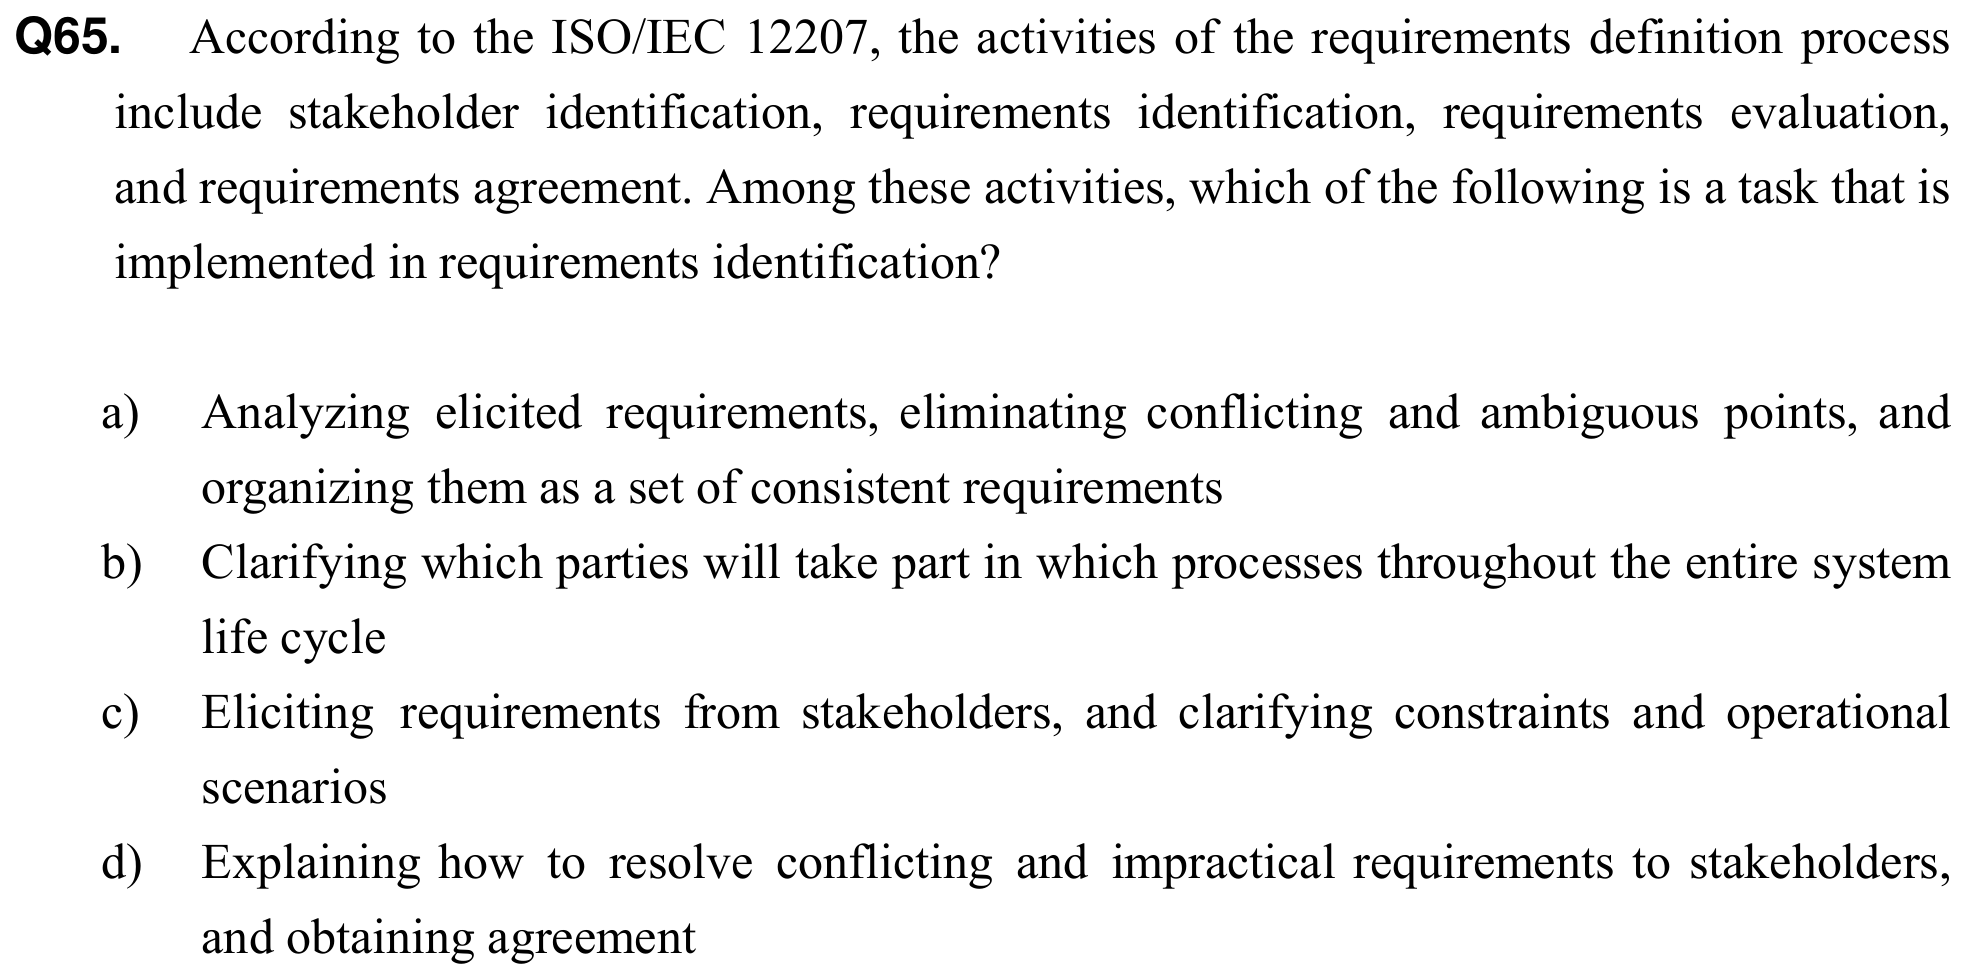 Q65. According to the ISO/IEC 12207, the activities of the requirements definition process
include stakeholder identification, requirements identification, requirements evaluation,
and requirements agreement. Among these activities, which of the following is a task that is
implemented in requirements identification?
a) Analyzing elicited requirements, eliminating conflicting and ambiguous points, and
organizing them as a set of consistent requirements
b) Clarifying which parties will take part in which processes throughout the entire system
life cycle
c) Eliciting requirements from stakeholders, and clarifying constraints and operational
scenarios
d) Explaining how to resolve conflicting and impractical requirements to stakeholders,
and obtaining agreement